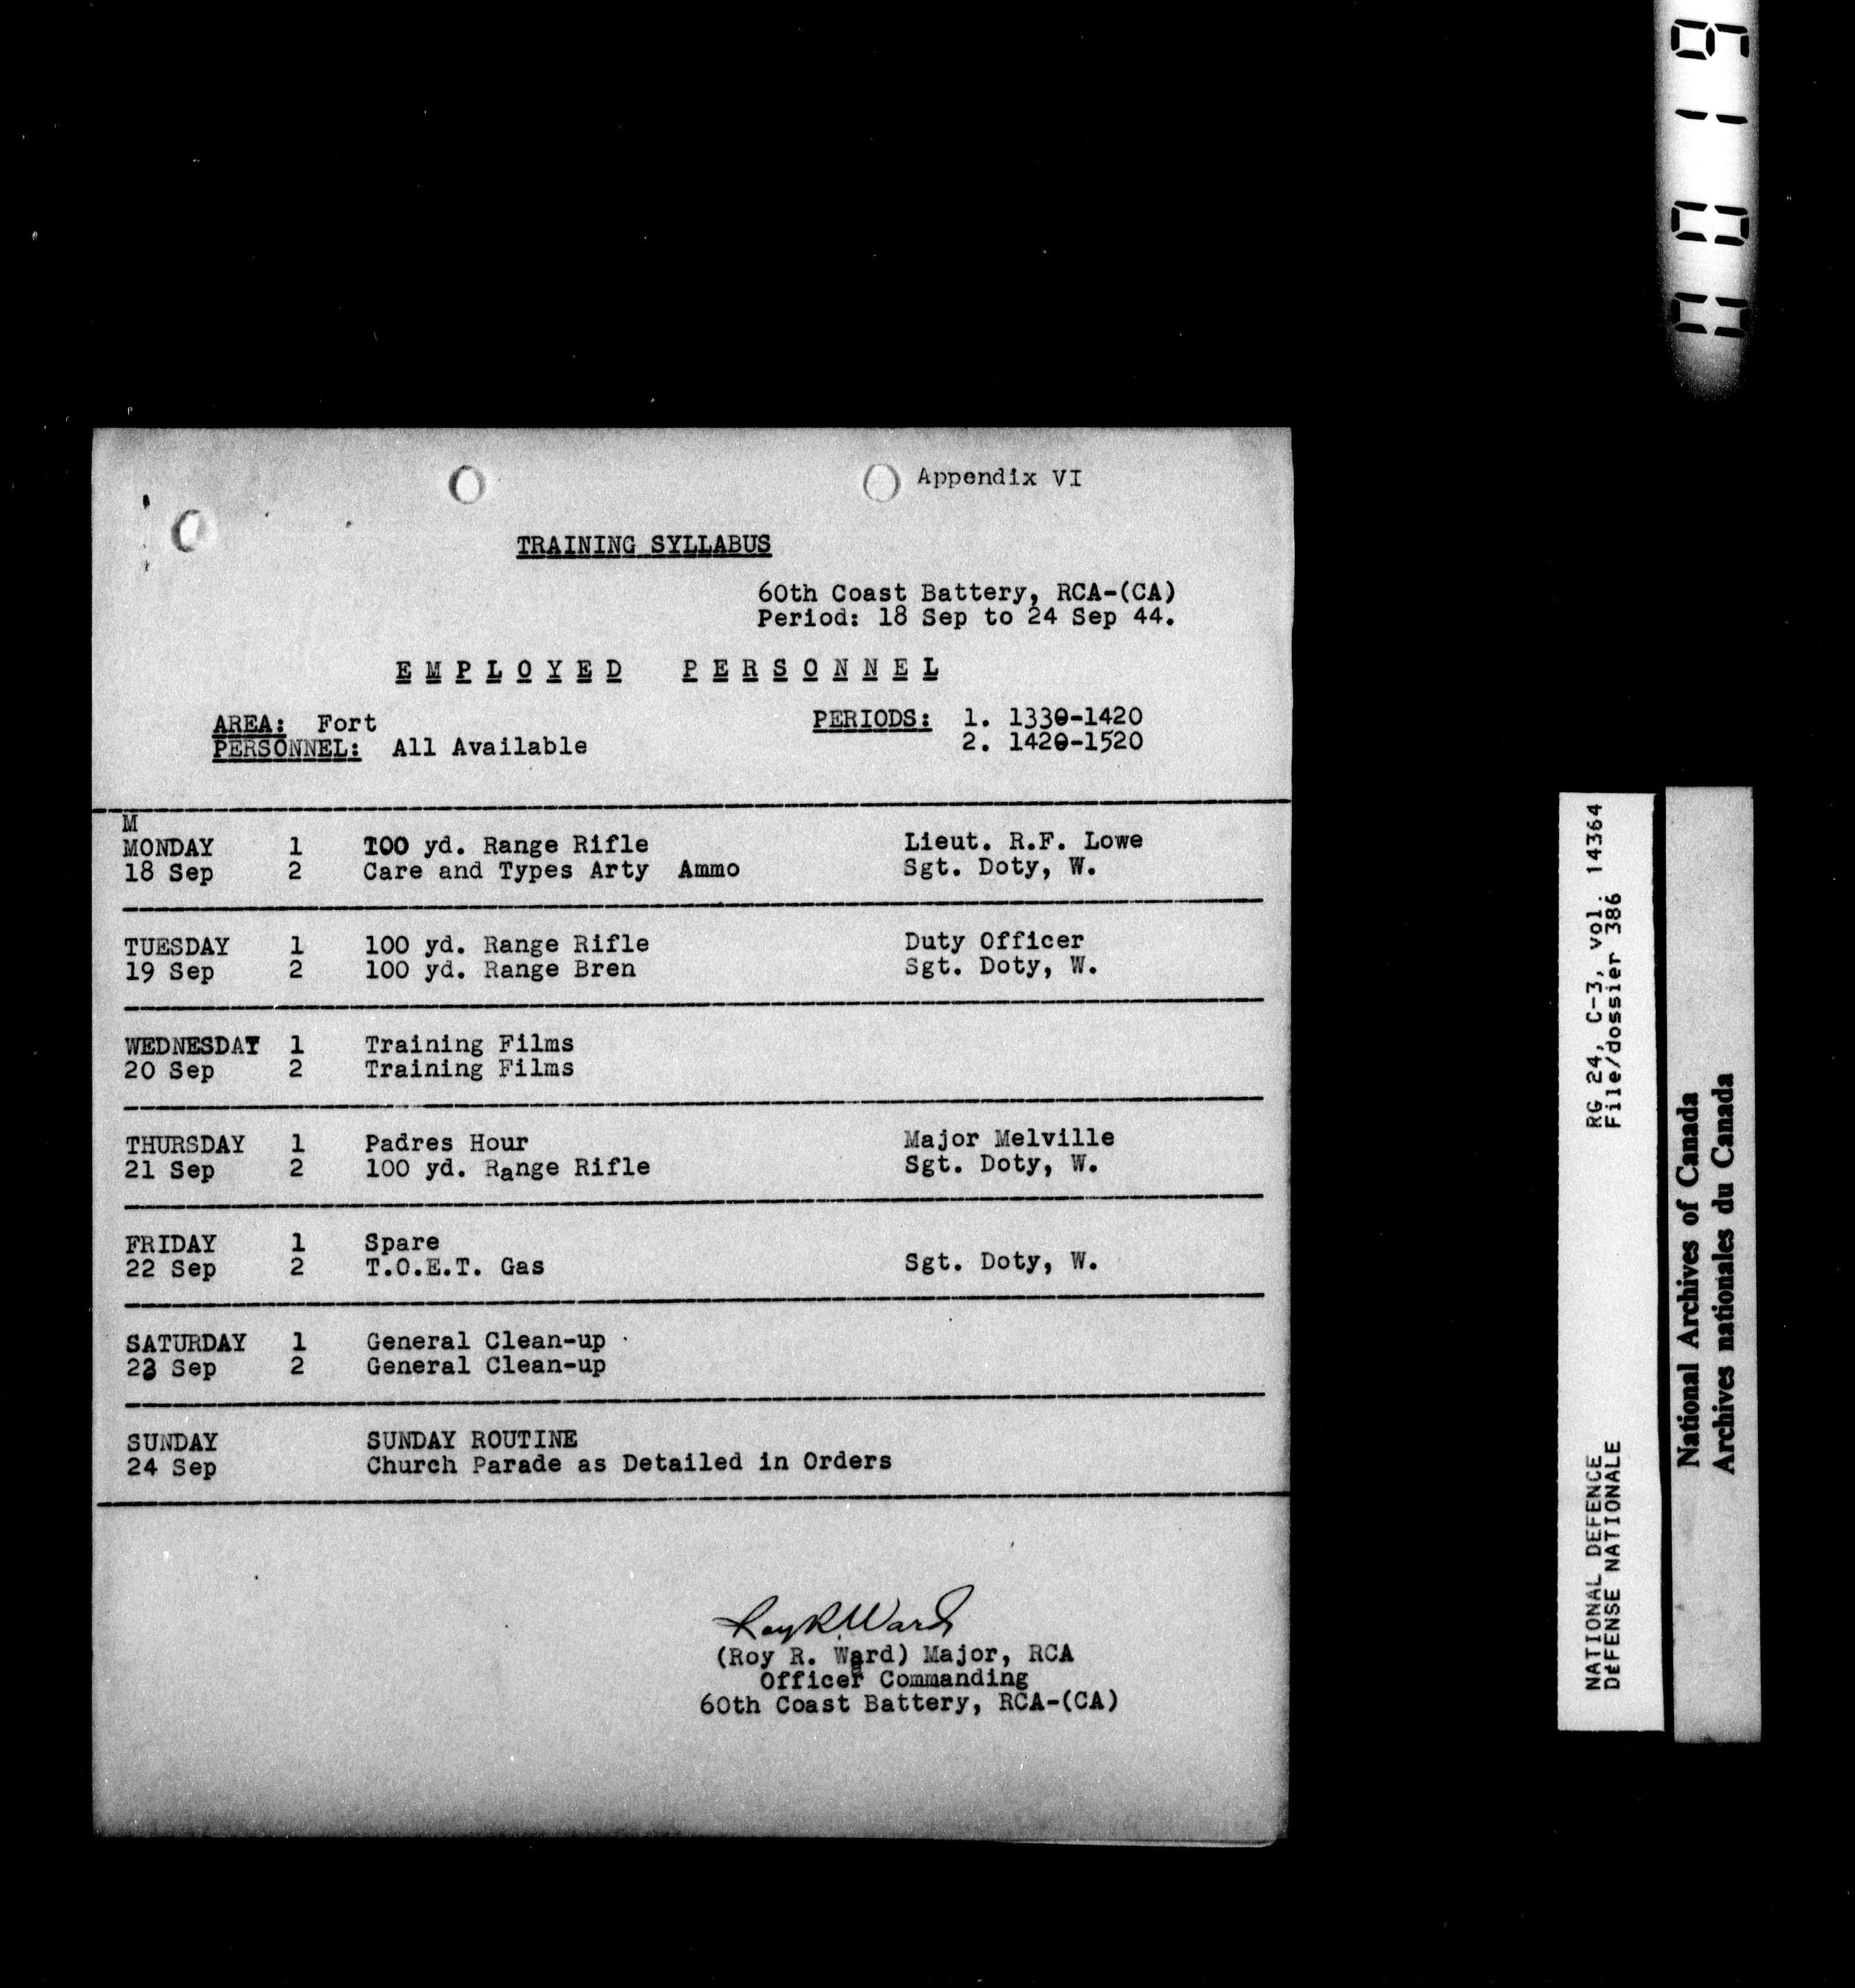 Appendix VI
TRAINING SYLLABUS
60th Coast Battery, RCA-(CA)
Period: 18 Sep to 24 Sep 44.
EMPLOYED PERSONNEL
AREA: Fort PERIODS: 1. 1330-1420
PERSONNEL: All Available 2. 1420-1520
M
MONDAY 1 100 yd. Range Rifle Lieut. R.F. Lowe
18 Sep 2 Care and Types Arty Ammo Sgt. Doty, W.
TUESDAY 1 100 yd. Range Rifle Duty Officer
19 Sep 2 100 yd. Range Bren Sgt. Doty, W.
WEDNESDAY 1 Training Films
20 Sep 2 Training Films
THURSDAY 1 Padres Hour Major Melville
21 Sep 2 100 yd. Range Rifle Sgt. Doty, W.
FRIDAY 1 Spare
22 Sep 2 T.O.E.T. Gas Sgt. Doty, W.
SATURDAY 1 General Clean-up
23 Sep 2 General Clean-up
SUNDAY SUNDAY ROUTINE
24 Sep Church Parade as Detailed in Orders
Roy R. Ward
(Roy R. Ward) Major, RCA
Officer Commanding
60th Coast Battery, RCA-(CA)
NATIONAL DEFENCE RG 24, C-3, vol. 14364
DÉFENSE NATIONALE File/dossier 386
National Archives of Canada
Archives nationales du Canada